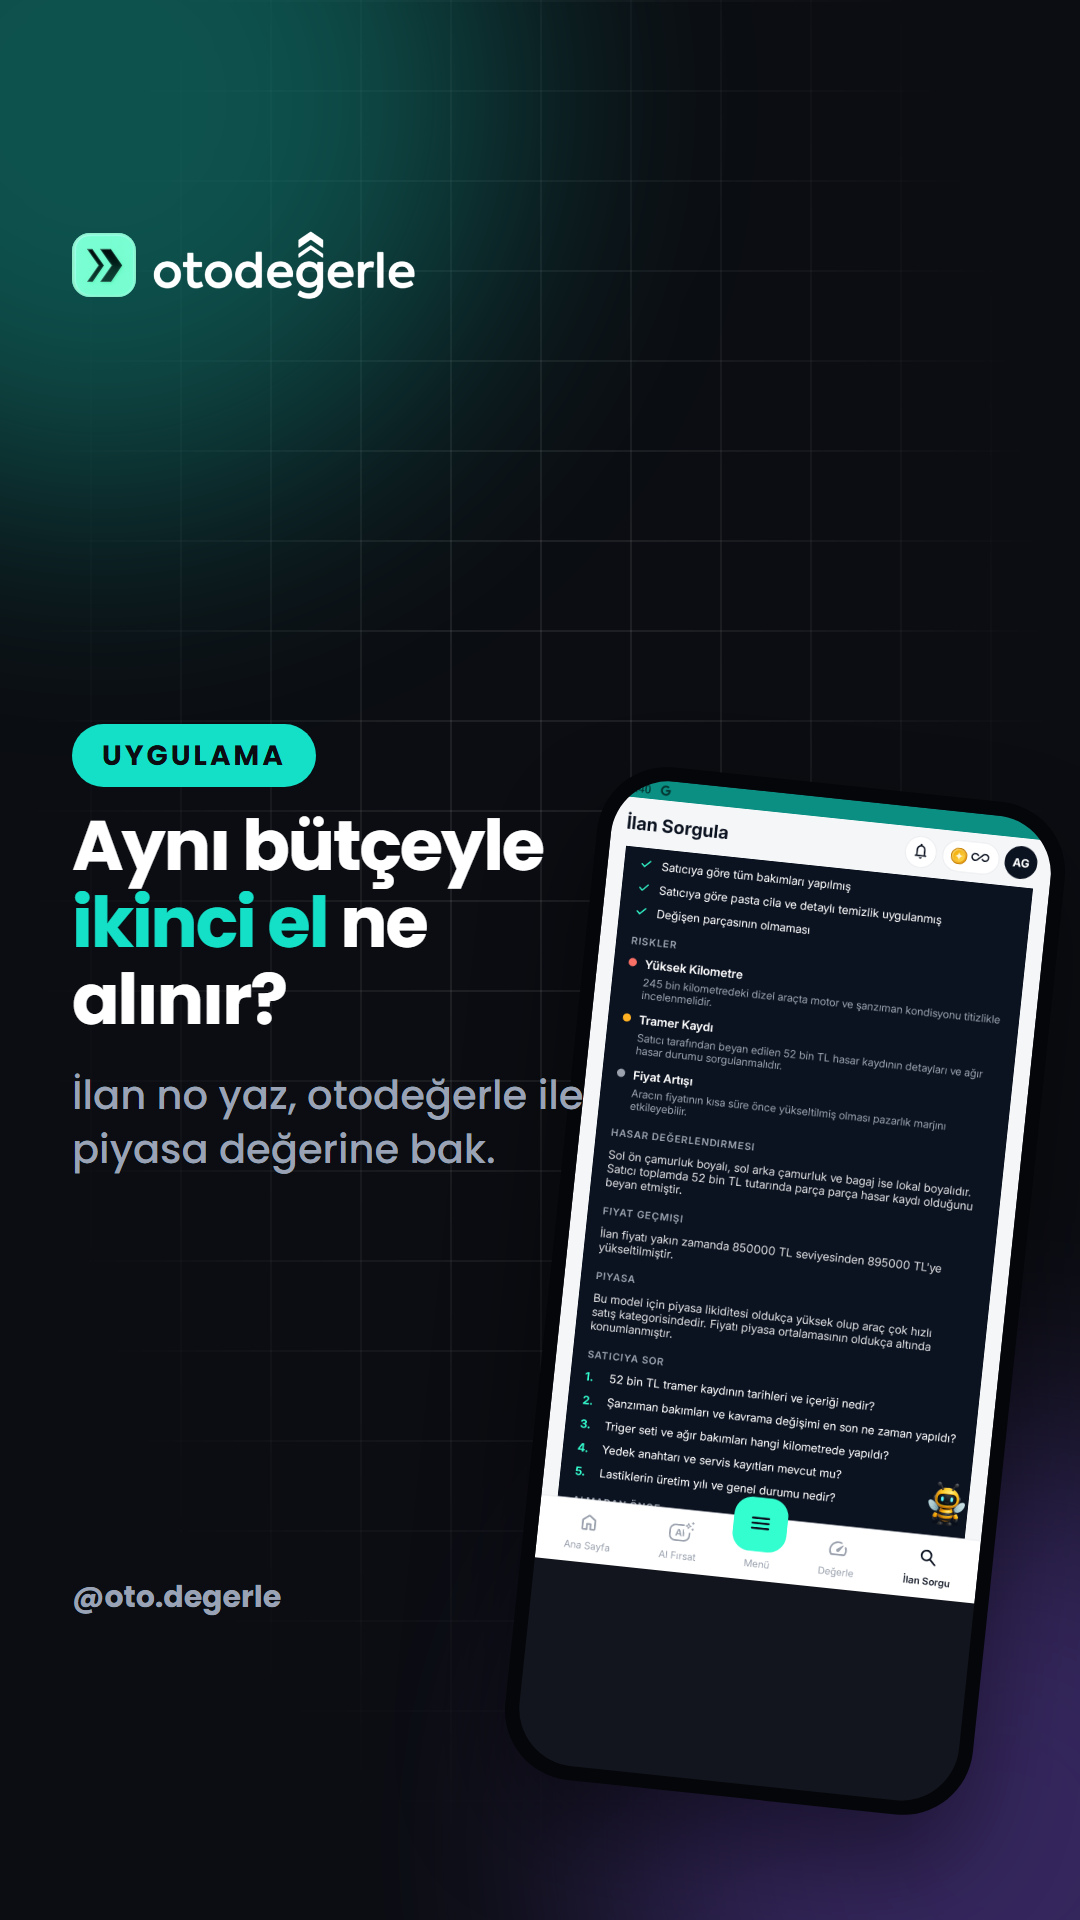 otodeğerle
UYGULAMA
Aynı bütçeyle
ikinci el ne
alınır?
İlan no yaz, otodeğerle ile
piyasa değerine bak.
@oto.degerle
İlan Sorgula
AG
Satıcıya göre tüm bakımları yapılmış
Satıcıya göre pasta cila ve detaylı temizlik uygulanmış
Değişen parçasının olmaması
RISKLER
Yüksek Kilometre
245 bin kilometredeki dizel araçta motor ve şanzıman kondisyonu titizlikle
incelenmelidir.
Tramer Kaydı
Satıcı tarafından beyan edilen 52 bin TL hasar kaydının detayları ve ağır
hasar durumu sorgulanmalıdır.
Fiyat Artışı
Aracın fiyatının kısa süre önce yükseltilmiş olması pazarlık marjını
etkileyebilir.
HASAR DEĞERLENDIRMESI
Sol ön çamurluk boyalı, sol arka çamurluk ve bagaj ise lokal boyalıdır.
Satıcı toplamda 52 bin TL tutarında parça parça hasar kaydı olduğunu
beyan etmiştir.
FIYAT GEÇMIŞI
İlan fiyatı yakın zamanda 850000 TL seviyesinden 895000 TL'ye
yükseltilmiştir.
PIYASA
Bu model için piyasa likiditesi oldukça yüksek olup araç çok hızlı
satış kategorisindedir. Fiyatı piyasa ortalamasının oldukça altında
konumlanmıştır.
SATICIYA SOR
1. 52 bin TL tramer kaydının tarihleri ve içeriği nedir?
2. Şanzıman bakımları ve kavrama değişimi en son ne zaman yapıldı?
3. Triger seti ve ağır bakımları hangi kilometrede yapıldı?
4. Yedek anahtarı ve servis kayıtları mevcut mu?
5. Lastiklerin üretim yılı ve genel durumu nedir?
Ana Sayfa
AI
AI Fırsat
Menü
Değerle
İlan Sorgu